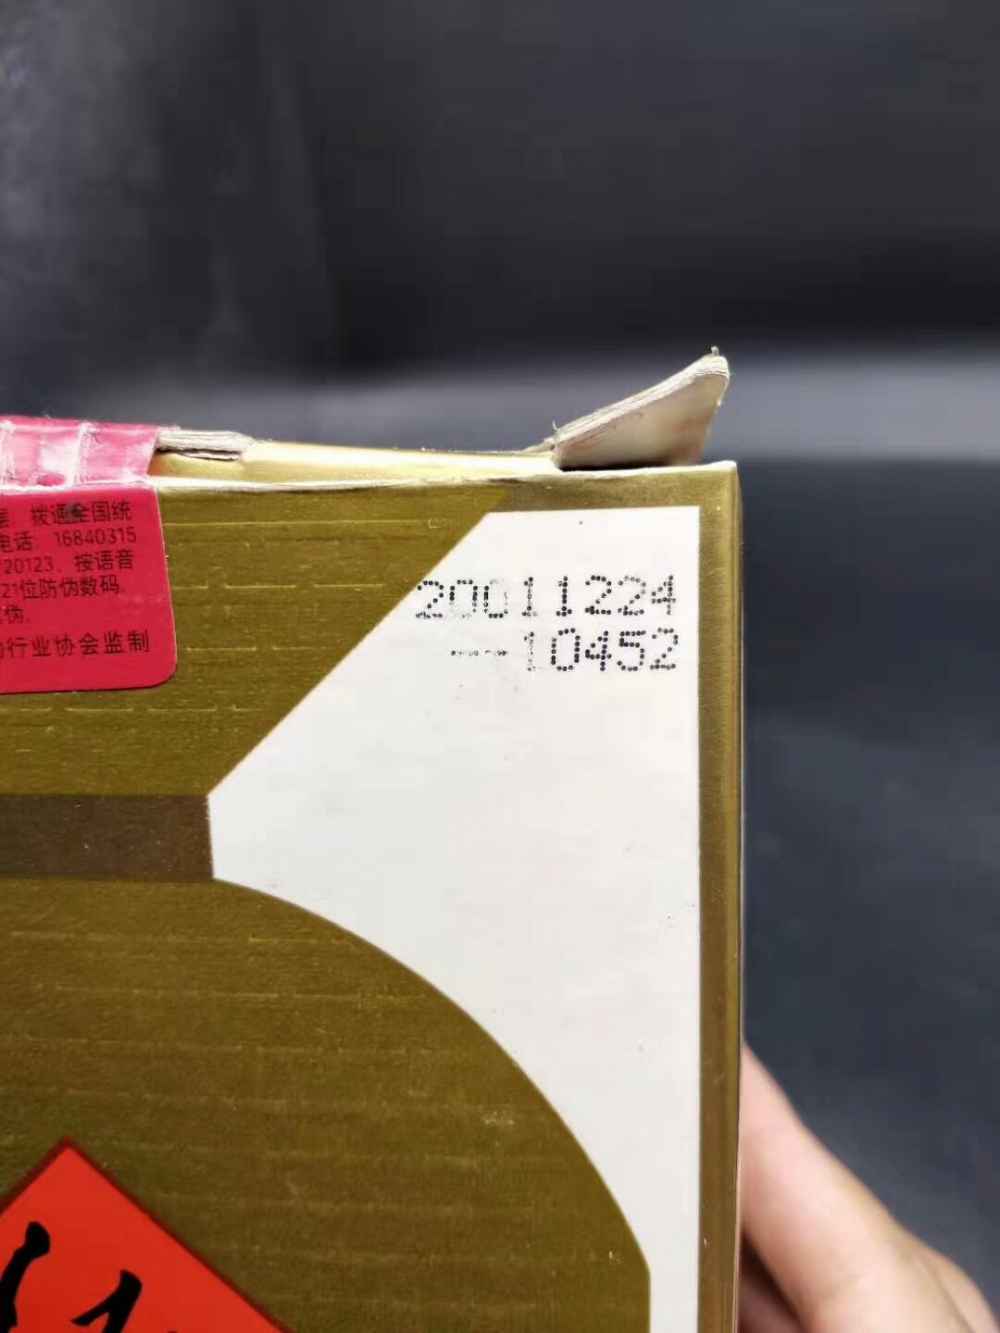 拨通全国统
电话: 16840315
20123、按语音
21位防伪数码,
伪.
行业协会监制
20011224
10452